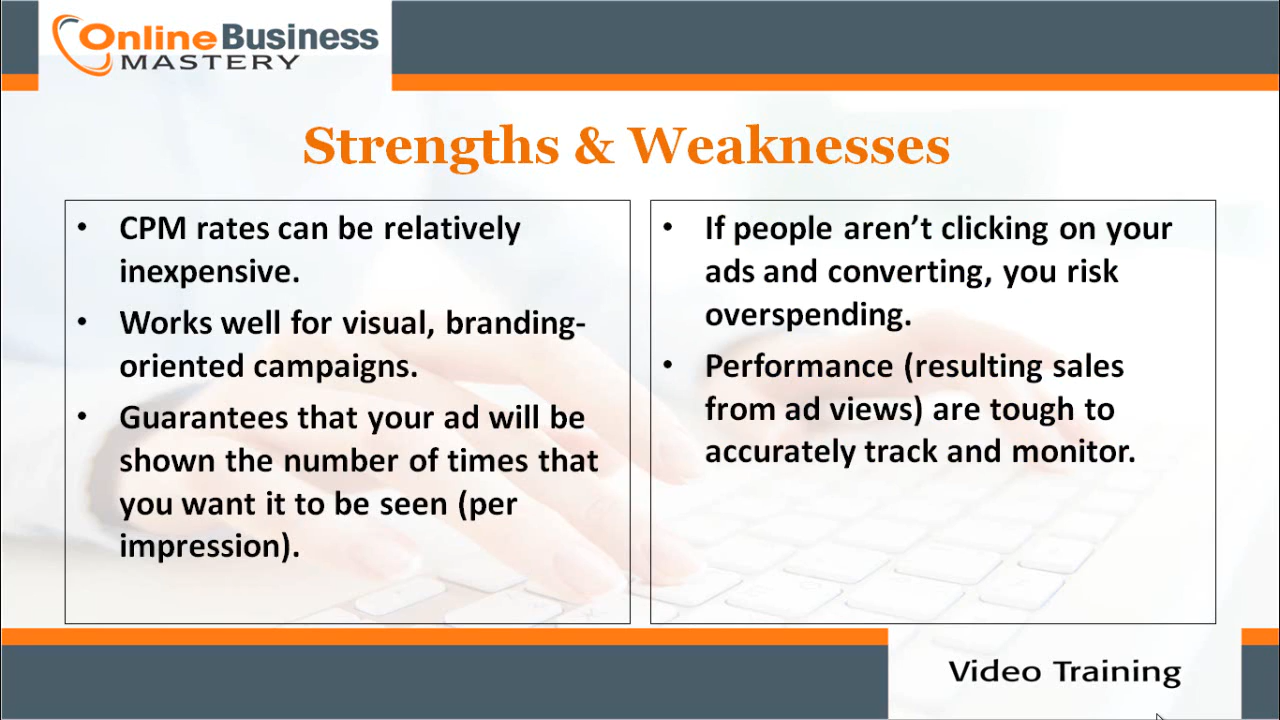 Online Business
MASTERY
Strengths & Weaknesses
• CPM rates can be relatively
inexpensive.
• Works well for visual, branding-
oriented campaigns.
• Guarantees that your ad will be
shown the number of times that
you want it to be seen (per
impression).
• If people aren’t clicking on your
ads and converting, you risk
overspending.
• Performance (resulting sales
from ad views) are tough to
accurately track and monitor.
Video Training